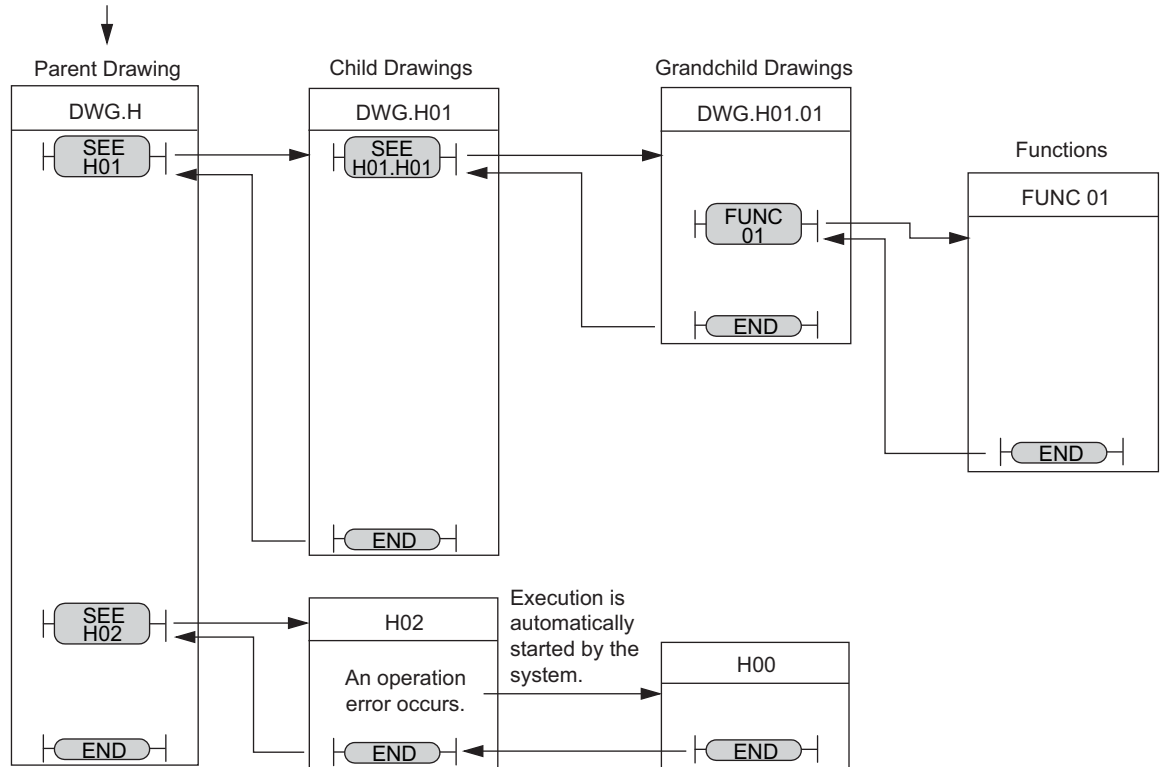 Parent Drawing
DWG.H
SEE
H01
SEE
H02
END
Child Drawings
DWG.H01
SEE
H01.H01
END
H02
An operation
error occurs.
END
Execution is
automatically
started by the
system.
Grandchild Drawings
DWG.H01.01
FUNC
01
END
H00
END
Functions
FUNC 01
END